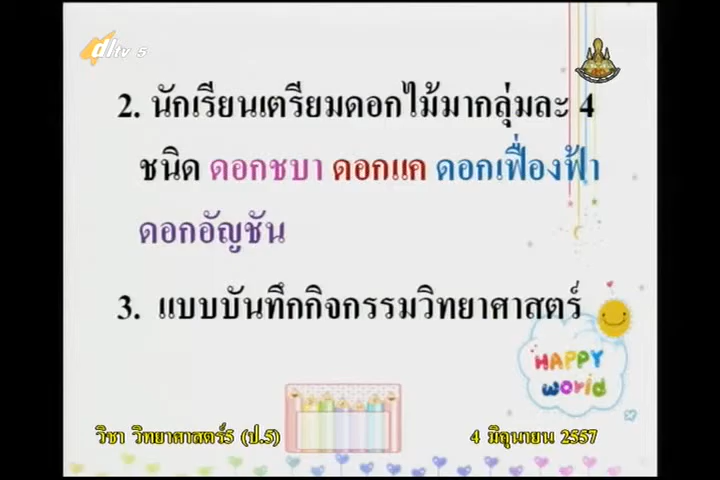 dltv 5
2. นักเรียนเตรียมดอกไม้มากลุ่มละ 4
ชนิด ดอกชบา ดอกแค ดอกเฟื่องฟ้า
ดอกอัญชัน
3. แบบบันทึกกิจกรรมวิทยาศาสตร์
HAPPY
world
วิชา วิทยาศาสตร์5 (ป.5)
4 มิถุนายน 2557